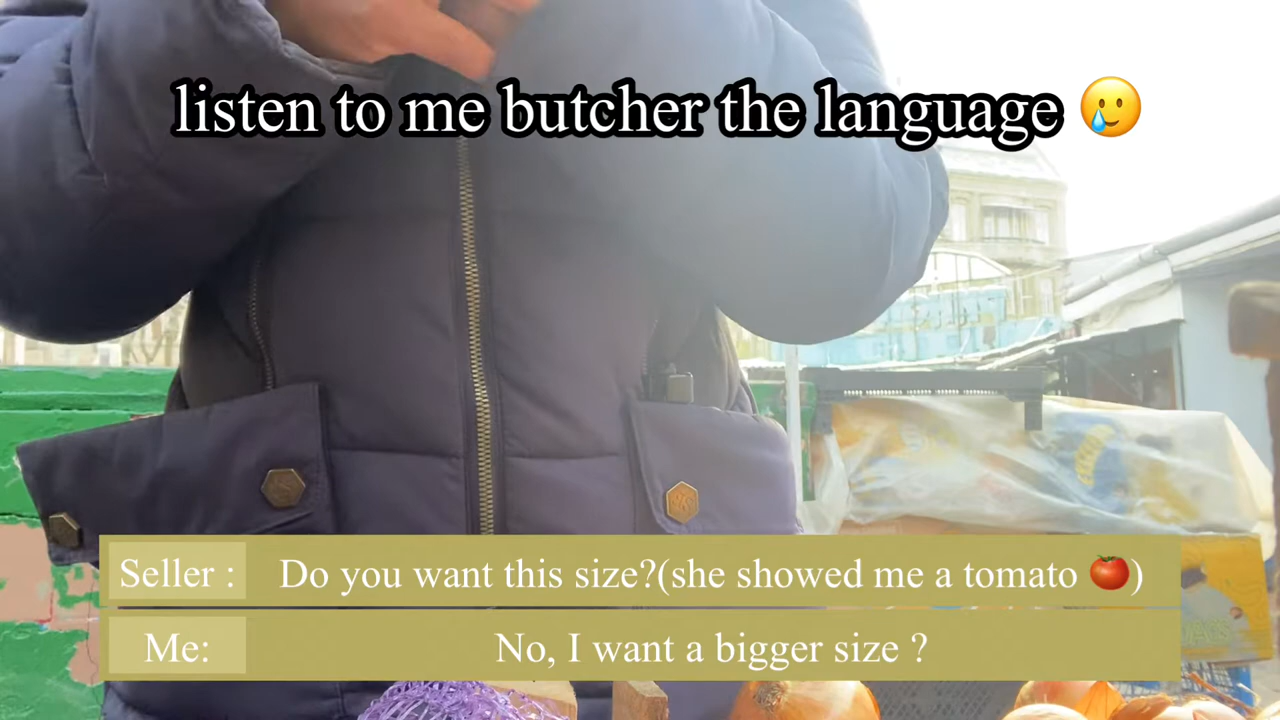 listen to me butcher the language 🥲
Seller : Do you want this size?(she showed me a tomato 🍅)
Me: No, I want a bigger size ?